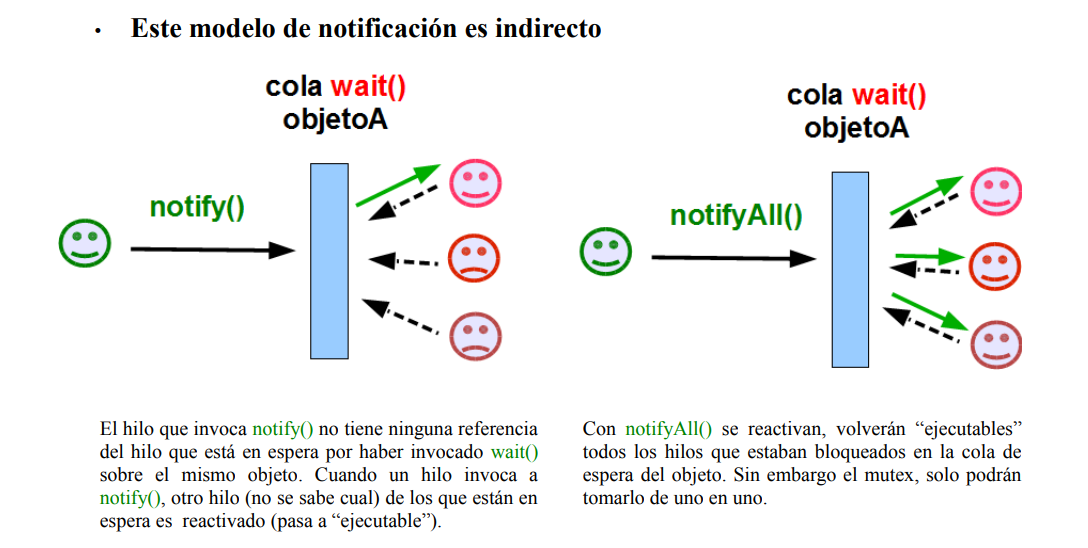 • Este modelo de notificación es indirecto
cola wait()
objetoA
notify()
El hilo que invoca notify() no tiene ninguna referencia
del hilo que está en espera por haber invocado wait()
sobre el mismo objeto. Cuando un hilo invoca a
notify(), otro hilo (no se sabe cual) de los que están en
espera es reactivado (pasa a “ejecutable”).
cola wait()
objetoA
notifyAll()
Con notifyAll() se reactivan, volverán “ejecutables”
todos los hilos que estaban bloqueados en la cola de
espera del objeto. Sin embargo el mutex, solo podrán
tomarlo de uno en uno.